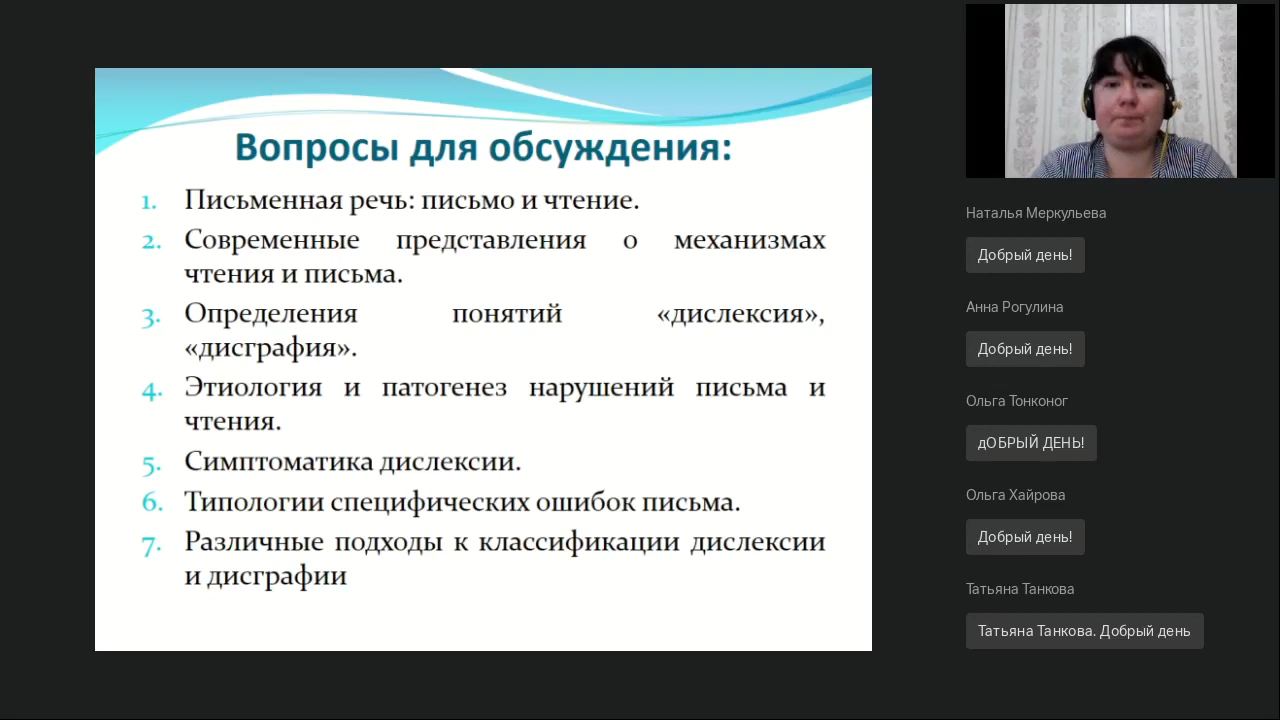 Вопросы для обсуждения:
1. Письменная речь: письмо и чтение.
2. Современные представления о механизмах
чтения и письма.
3. Определения понятий «дислексия»,
«дисграфия».
4. Этиология и патогенез нарушений письма и
чтения.
5. Симптоматика дислексии.
6. Типологии специфических ошибок письма.
7. Различные подходы к классификации дислексии
и дисграфии
Наталья Меркульева
Добрый день!
Анна Рогулина
Добрый день!
Ольга Тонконог
дОБРЫЙ ДЕНЬ!
Ольга Хайрова
Добрый день!
Татьяна Танкова
Татьяна Танкова. Добрый день